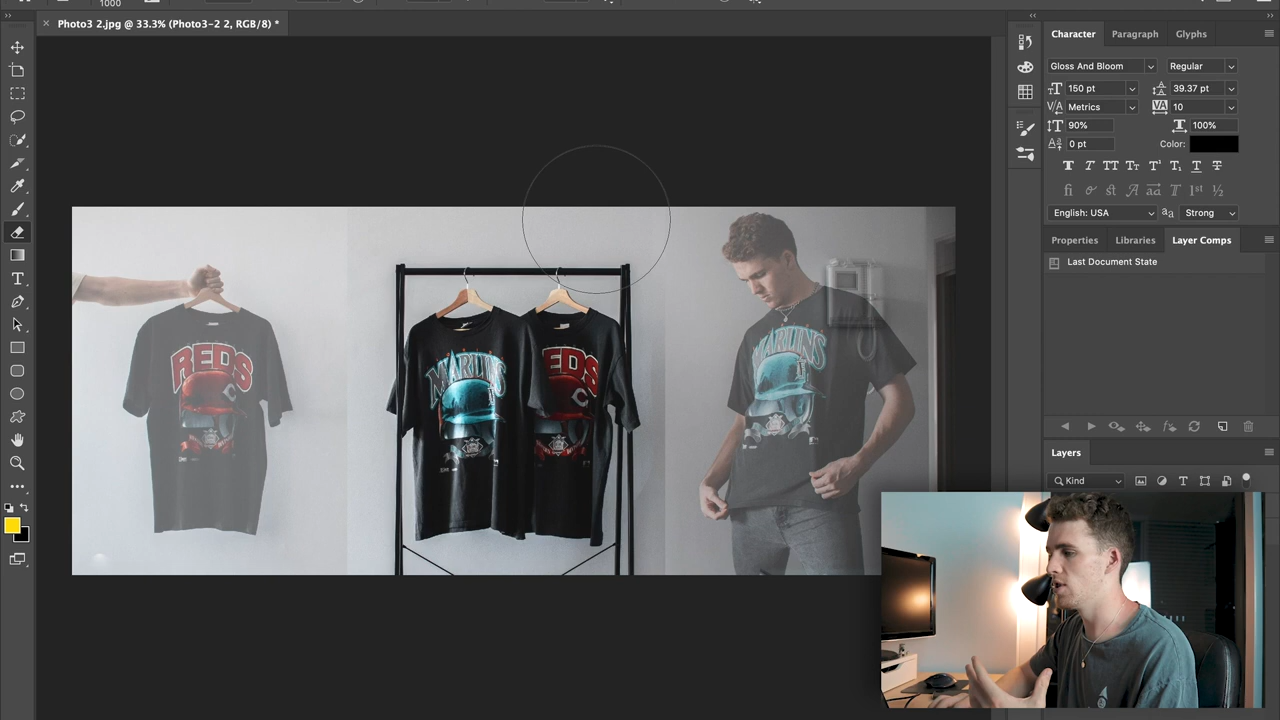 1000
Photo3 2.jpg @ 33.3% (Photo3-2 2, RGB/8) *
Character Paragraph Glyphs
Gloss And Bloom Regular
150 pt 39.37 pt
Metrics 10
90% 100%
0 pt Color:
English: USA aa Strong
Properties Libraries Layer Comps
Last Document State
Layers
Kind
REDS
MARLINS
EDS
MARLINS